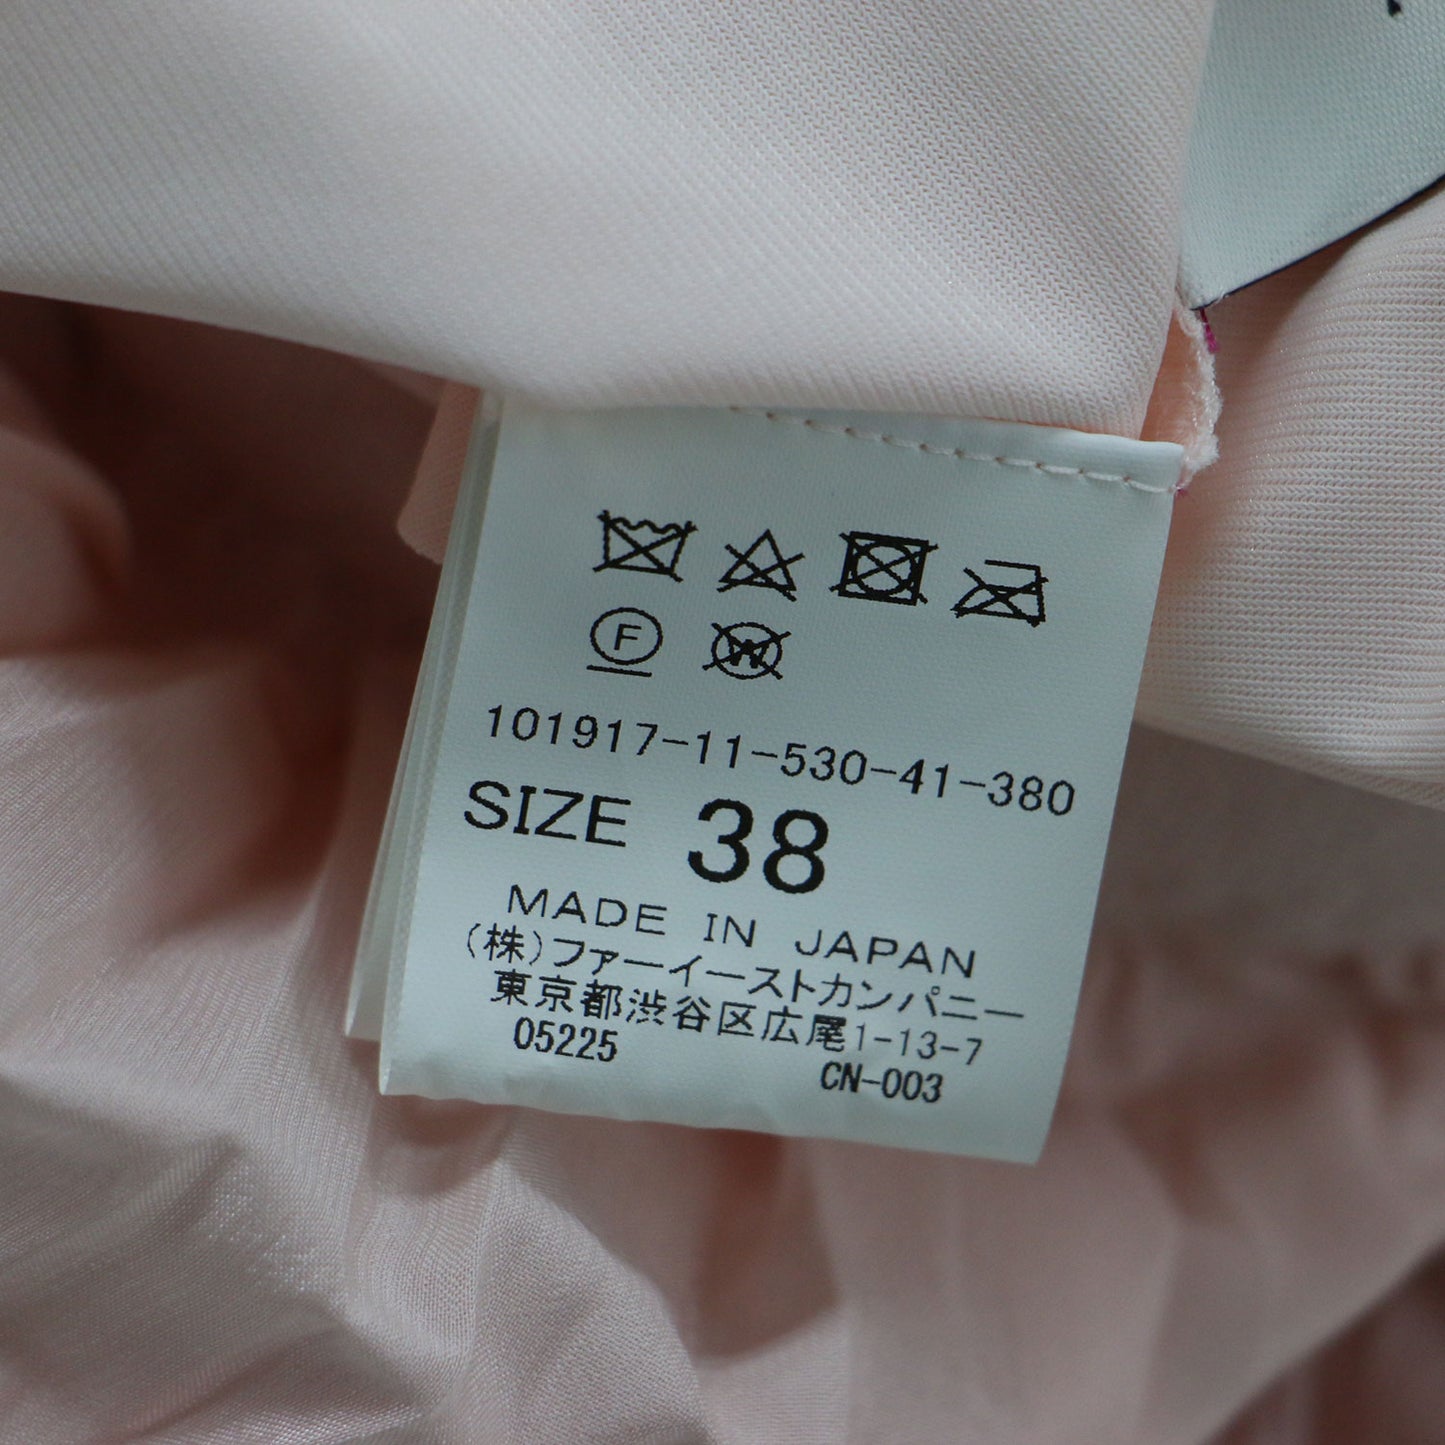 F W
101917-11-530-41-380
SIZE 38
MADE IN JAPAN
(株)ファーイーストカンパニー
東京都渋谷区広尾1-13-7
05225 CN-003